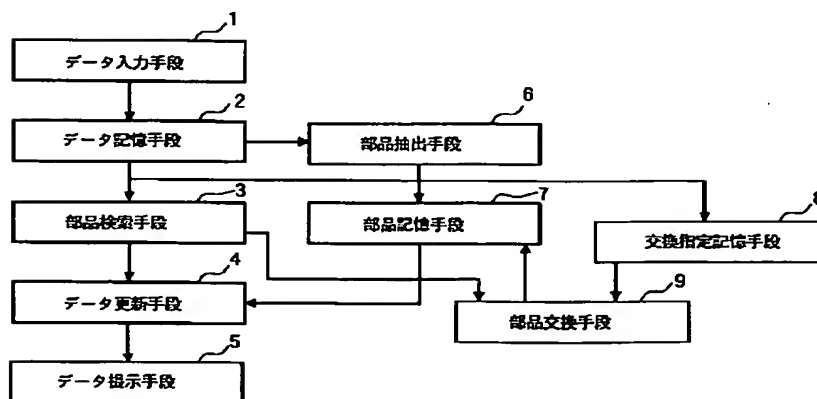 1
データ入力手段
2
データ記憶手段
6
部品抽出手段
3
部品検索手段
7
部品記憶手段
8
交換指定記憶手段
4
データ更新手段
9
部品交換手段
5
データ提示手段